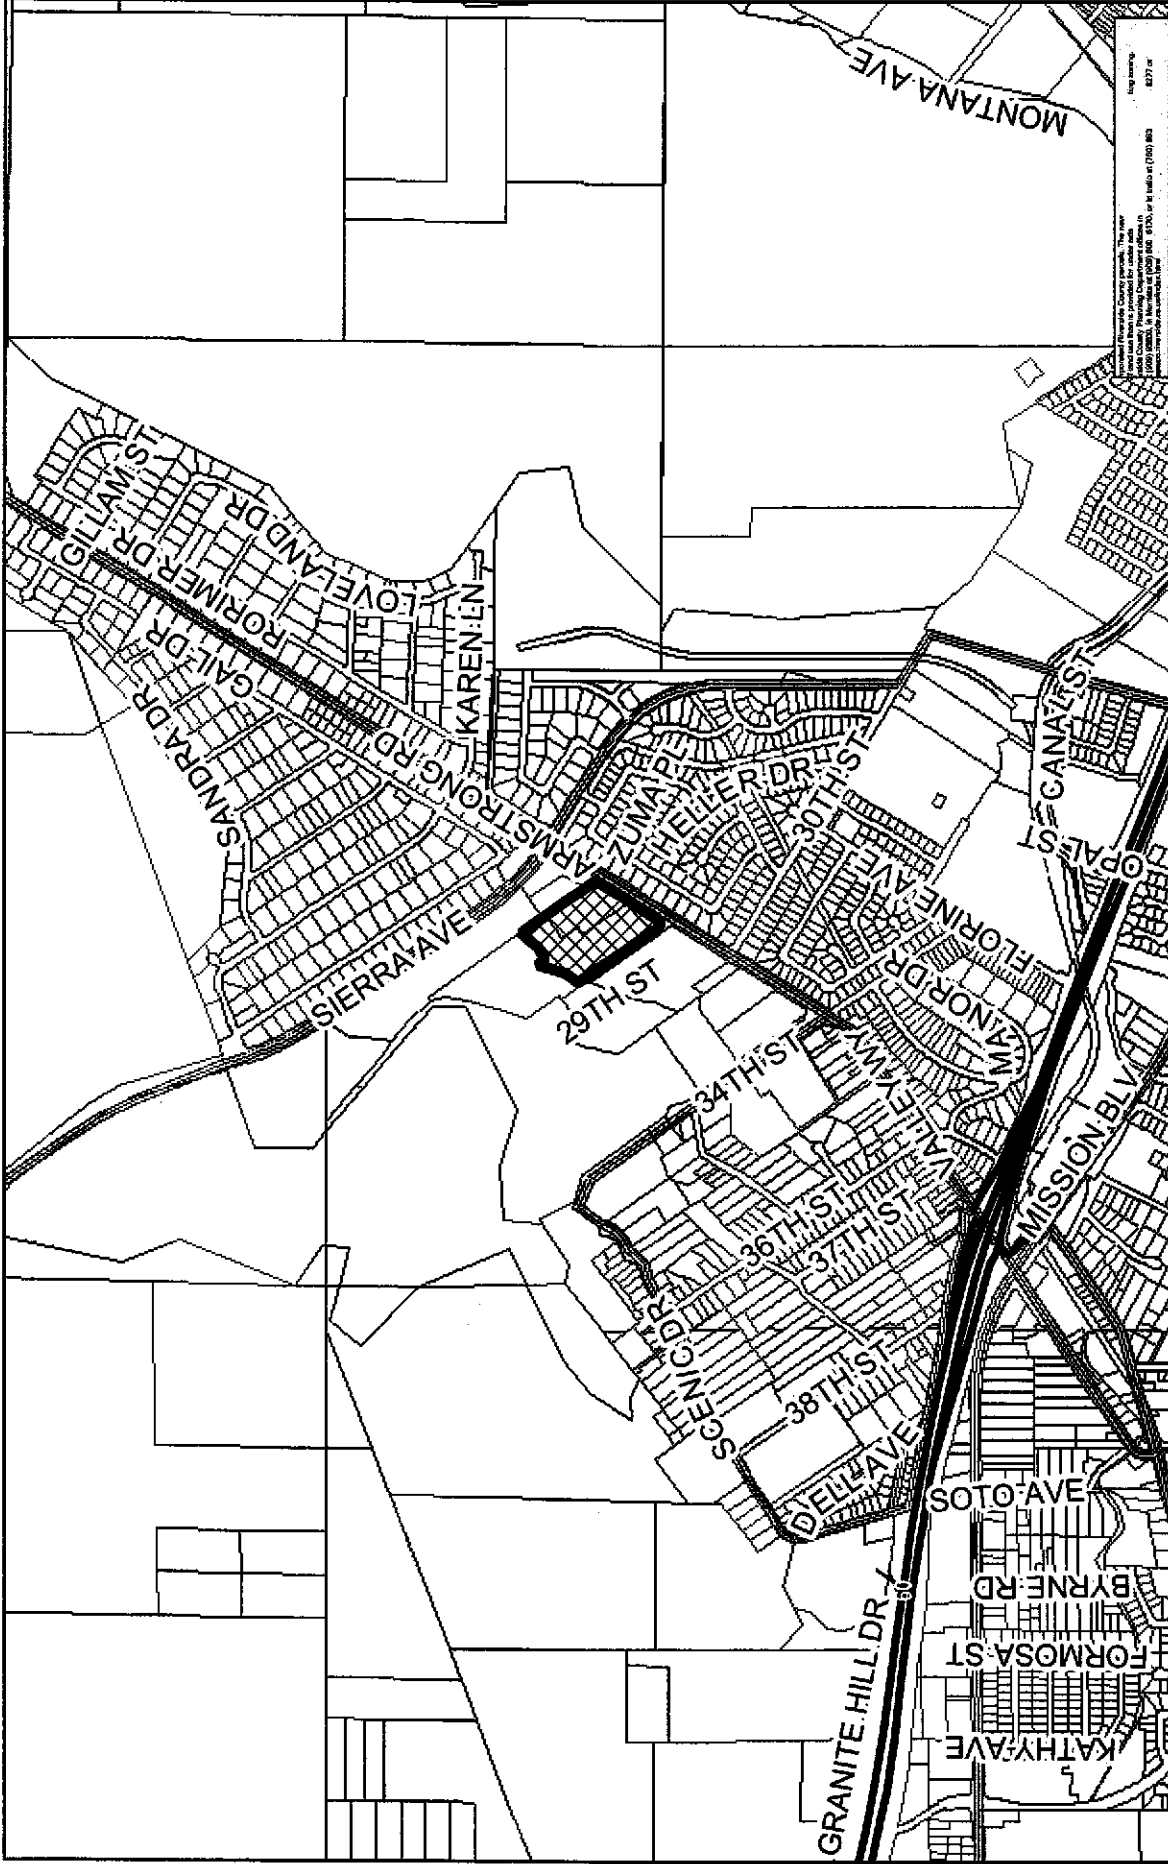 MONTANA AVE
GILLAM ST
RORIMER DR
LOVELAND DR
GAIL DR
SANDRA DR
KAREN LN
ARMSTRONG RD
SIERRA AVE
ZUMA PL
HELLER DR
30TH ST
29TH ST
FLORINE AVE
CANAL ST
OPAL ST
34TH ST
MANOR DR
VALLEY WY
36TH ST
37TH ST
MISSION BLV
SCENIC DR
38TH ST
DELL AVE
SOTO AVE
GRANITE HILL DR
60
BYRNE RD
FORMOSA ST
KATHY AVE